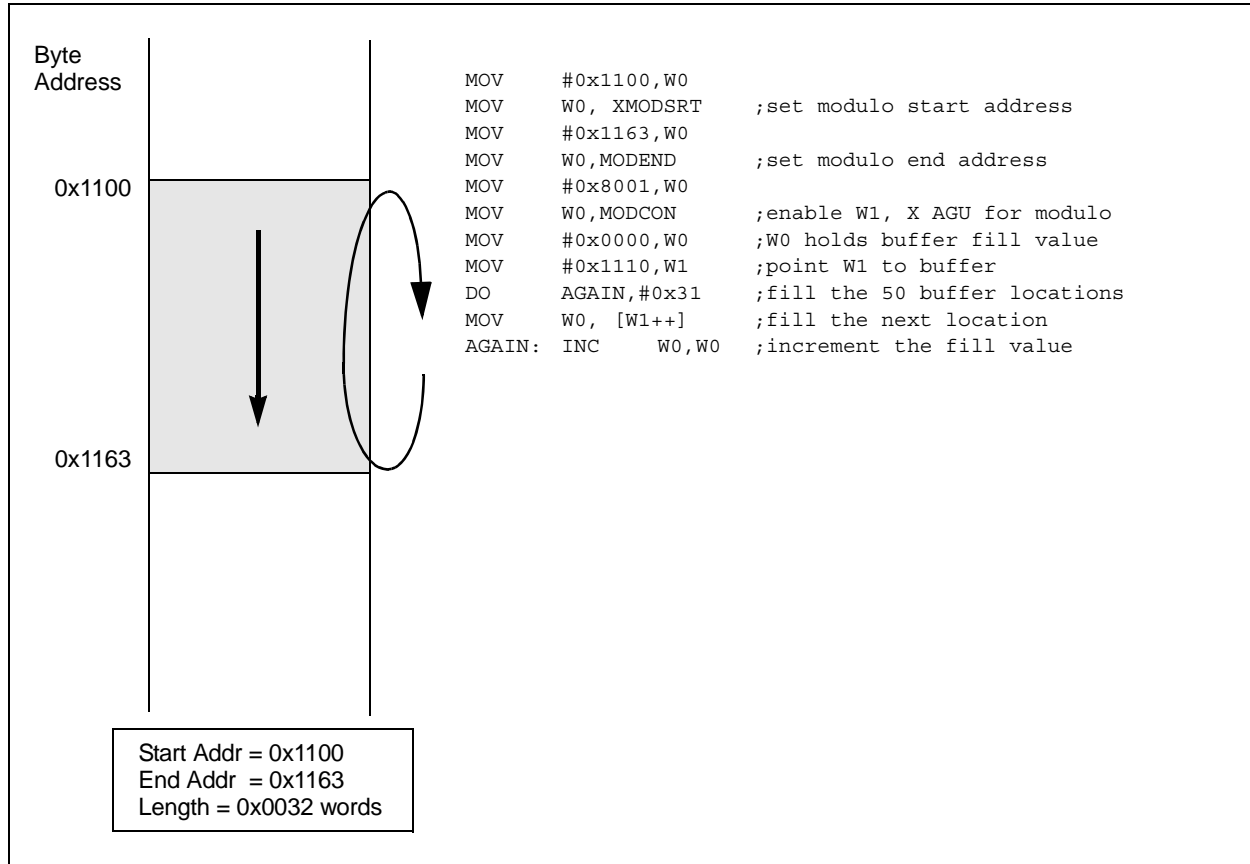 Byte
Address
0x1100
0x1163
MOV #0x1100,W0
MOV W0, XMODSRT ;set modulo start address
MOV #0x1163,W0
MOV W0,MODEND ;set modulo end address
MOV #0x8001,W0
MOV W0,MODCON ;enable W1, X AGU for modulo
MOV #0x0000,W0 ;W0 holds buffer fill value
MOV #0x1110,W1 ;point W1 to buffer
DO AGAIN,#0x31 ;fill the 50 buffer locations
MOV W0, [W1++] ;fill the next location
AGAIN: INC W0,W0 ;increment the fill value
Start Addr = 0x1100
End Addr = 0x1163
Length = 0x0032 words